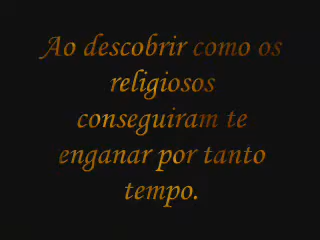 Ao descobrir como os
religiosos
conseguiram te
enganar por tanto
tempo.